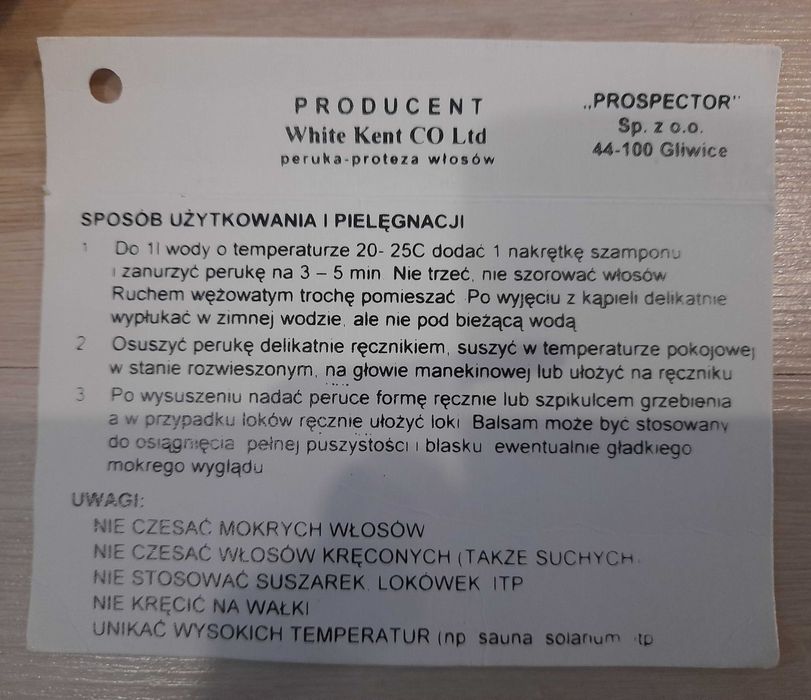 PRODUCENT
White Kent CO Ltd
peruka-proteza włosów
„PROSPECTOR"
Sp. z o.o.
44-100 Gliwice
SPOSÓB UŻYTKOWANIA I PIELĘGNACJI
1 Do 1l wody o temperaturze 20- 25C dodać 1 nakrętkę szamponu
i zanurzyć perukę na 3 – 5 min Nie trzeć, nie szorować włosów
Ruchem wężowatym trochę pomieszać Po wyjęciu z kąpieli delikatnie
wypłukać w zimnej wodzie, ale nie pod bieżącą wodą
2 Osuszyć perukę delikatnie ręcznikiem, suszyć w temperaturze pokojowej
w stanie rozwieszonym, na głowie manekinowej lub ułożyć na ręczniku
3 Po wysuszeniu nadać peruce formę ręcznie lub szpikulcem grzebienia
a w przypadku loków ręcznie ułożyć loki Balsam może być stosowany
do osiągnięcia pełnej puszystości i blasku ewentualnie gładkiego
mokrego wyglądu
UWAGI:
NIE CZESAĆ MOKRYCH WŁOSÓW
NIE CZESAĆ WŁOSÓW KRĘCONYCH (TAKŻE SUCHYCH
NIE STOSOWAĆ SUSZAREK, LOKÓWEK ITP
NIE KRĘCIĆ NA WAŁKI
UNIKAĆ WYSOKICH TEMPERATUR (np sauna solarium itp